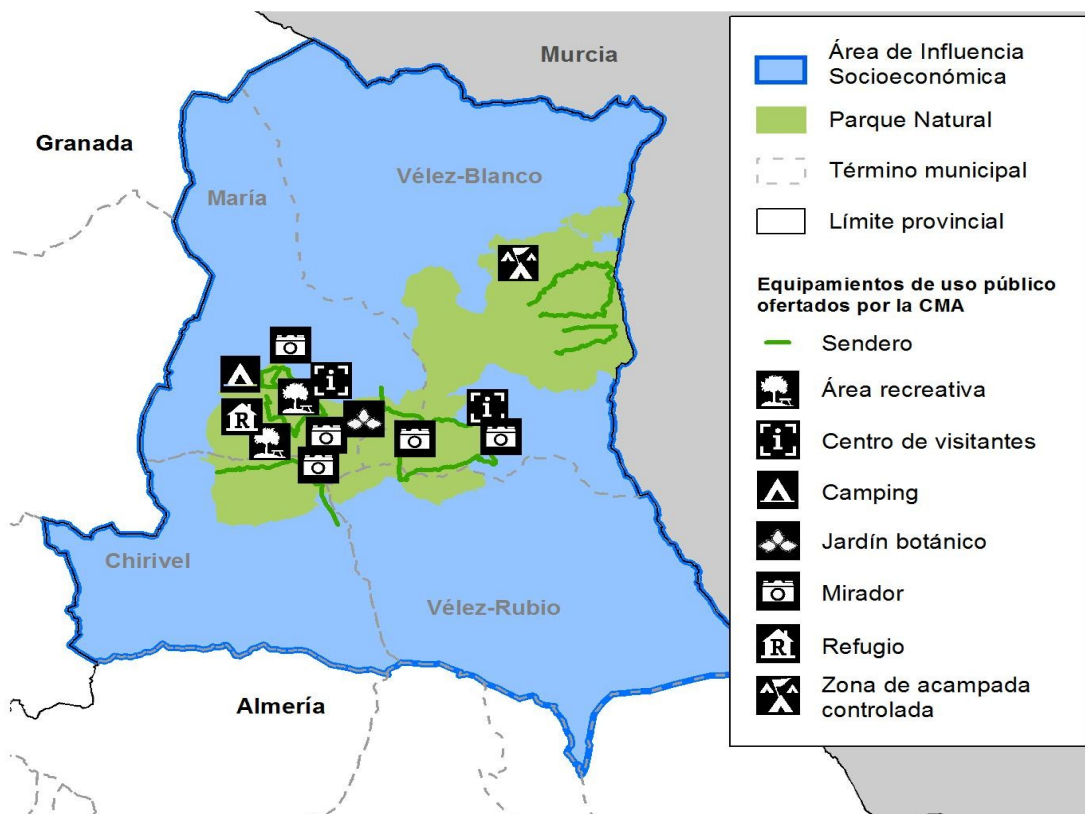 Murcia
Granada
Vélez-Blanco
María
Chirivel
Vélez-Rubio
Almería
Área de Influencia
Socioeconómica
Parque Natural
Término municipal
Límite provincial
Equipamientos de uso público
ofertados por la CMA
Sendero
Área recreativa
Centro de visitantes
Camping
Jardín botánico
Mirador
R
Refugio
Zona de acampada
controlada